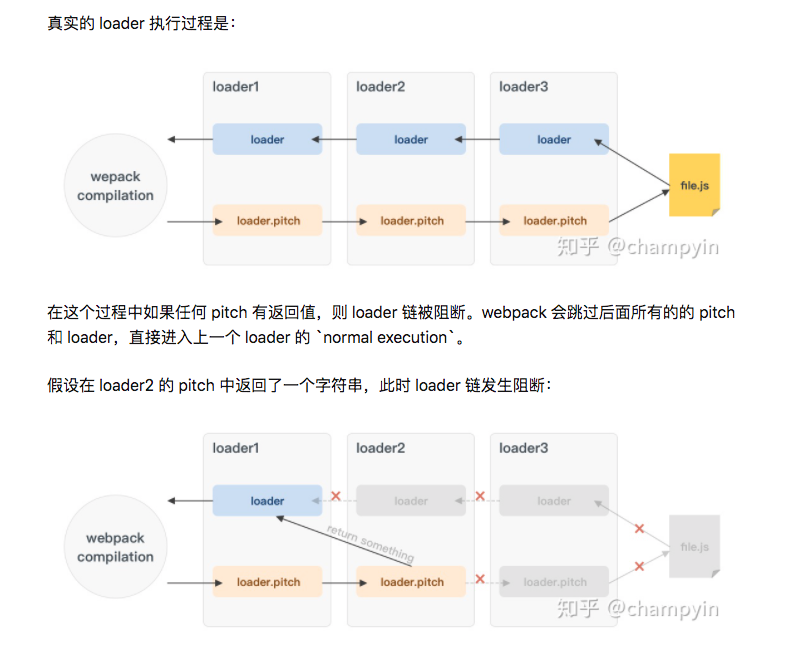 真实的 loader 执行过程是：
loader1 loader2 loader3
loader loader loader
wepack
compilation
file.js
loader.pitch loader.pitch loader.pitch
知乎 @champyin
在这个过程中如果任何 pitch 有返回值，则 loader 链被阻断。webpack 会跳过后面所有的的 pitch
和 loader，直接进入上一个 loader 的 `normal execution`。
假设在 loader2 的 pitch 中返回了一个字符串，此时 loader 链发生阻断：
loader1 loader2 loader3
loader loader loader
return something
webpack
compilation
file.js
loader.pitch loader.pitch loader.pitch
知乎 @champyin